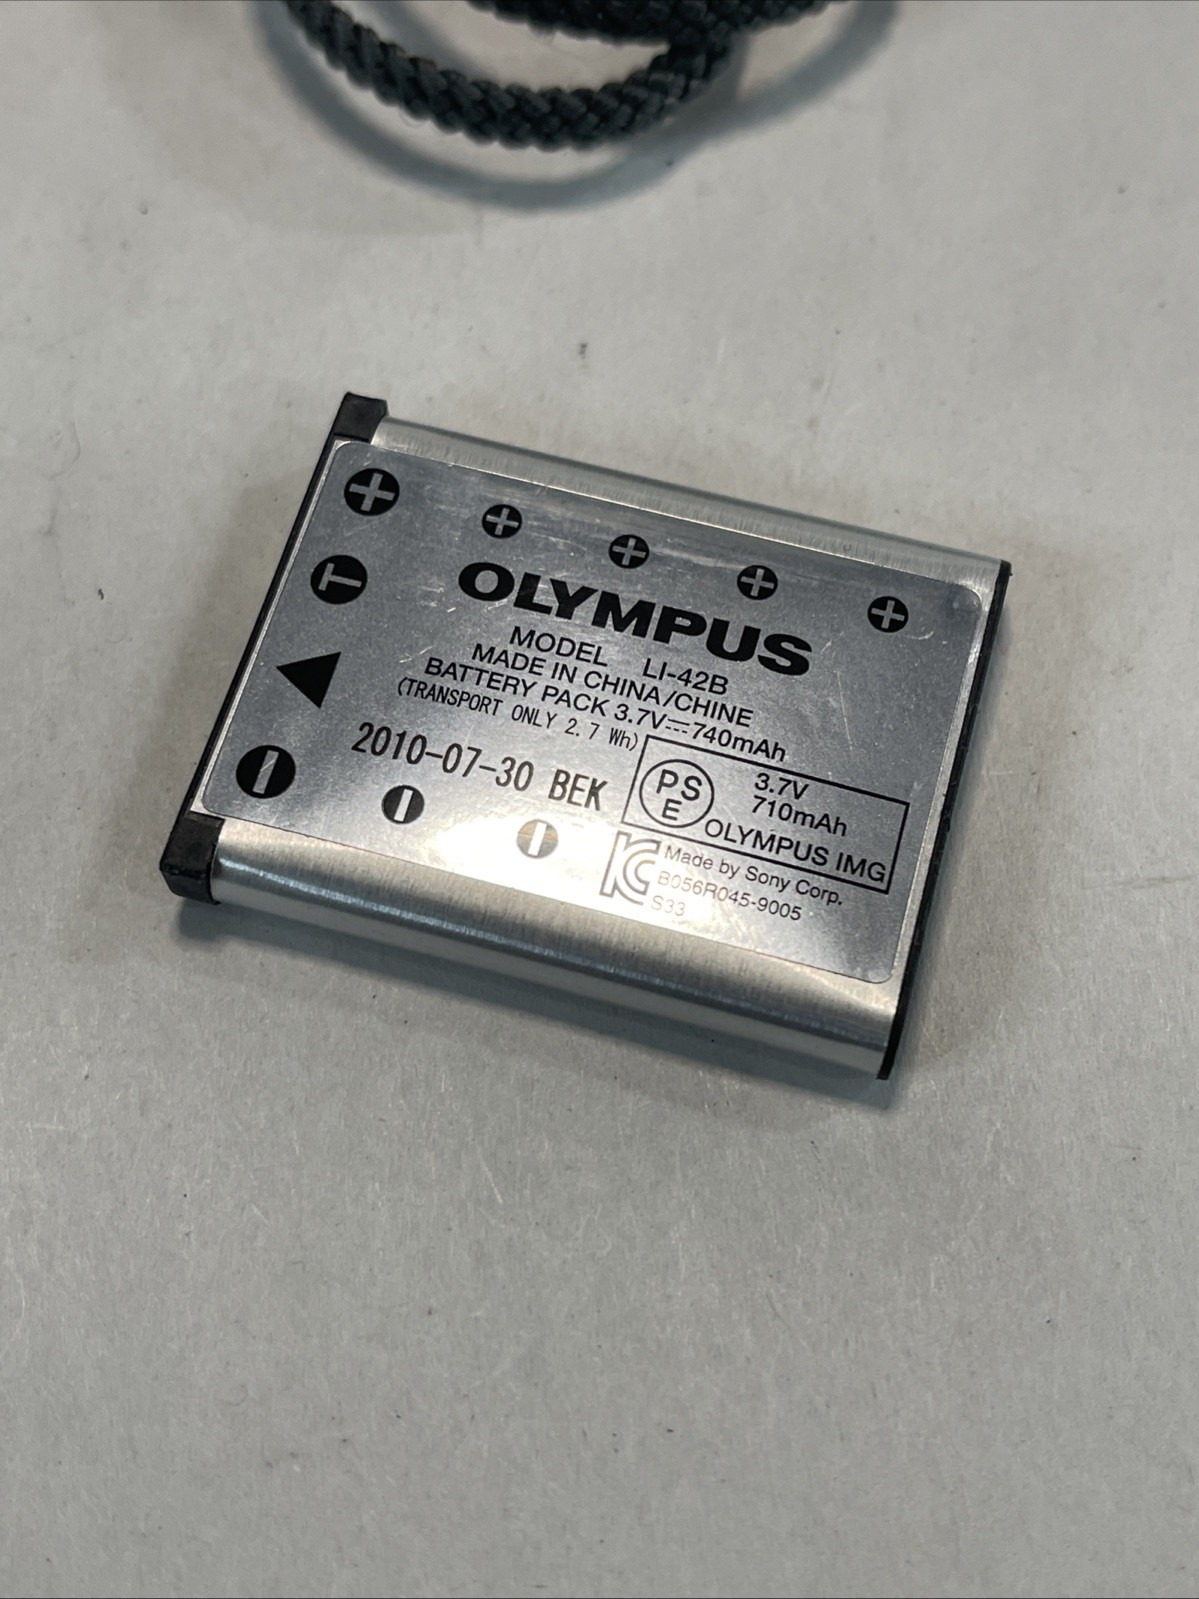 OLYMPUS
MODEL LI-42B
MADE IN CHINA/CHINE
BATTERY PACK 3.7V⎓740mAh
(TRANSPORT ONLY 2.7 Wh)
2010-07-30 BEK
T
PS
E
3.7V
710mAh
OLYMPUS IMG
Made by Sony Corp.
B056R045-9005
S33